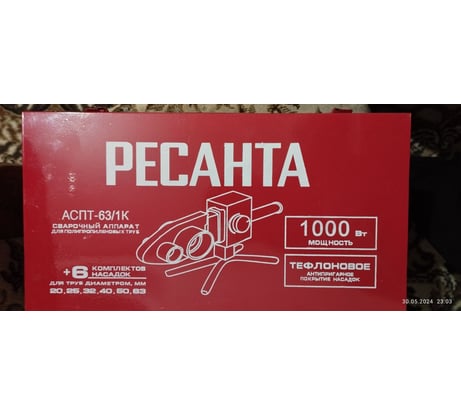 РЕСАНТА
АСПТ-63/1К
СВАРОЧНЫЙ АППАРАТ
ДЛЯ ПОЛИПРОПИЛЕНОВЫХ ТРУБ
+6 КОМПЛЕКТОВ
НАСАДОК
ДЛЯ ТРУБ ДИАМЕТРОМ, ММ
20, 25, 32, 40, 50, 63
1000 Вт
МОЩНОСТЬ
ТЕФЛОНОВОЕ
АНТИПРИГАРНОЕ
ПОКРЫТИЕ НАСАДОК
30.05.2024 23:03